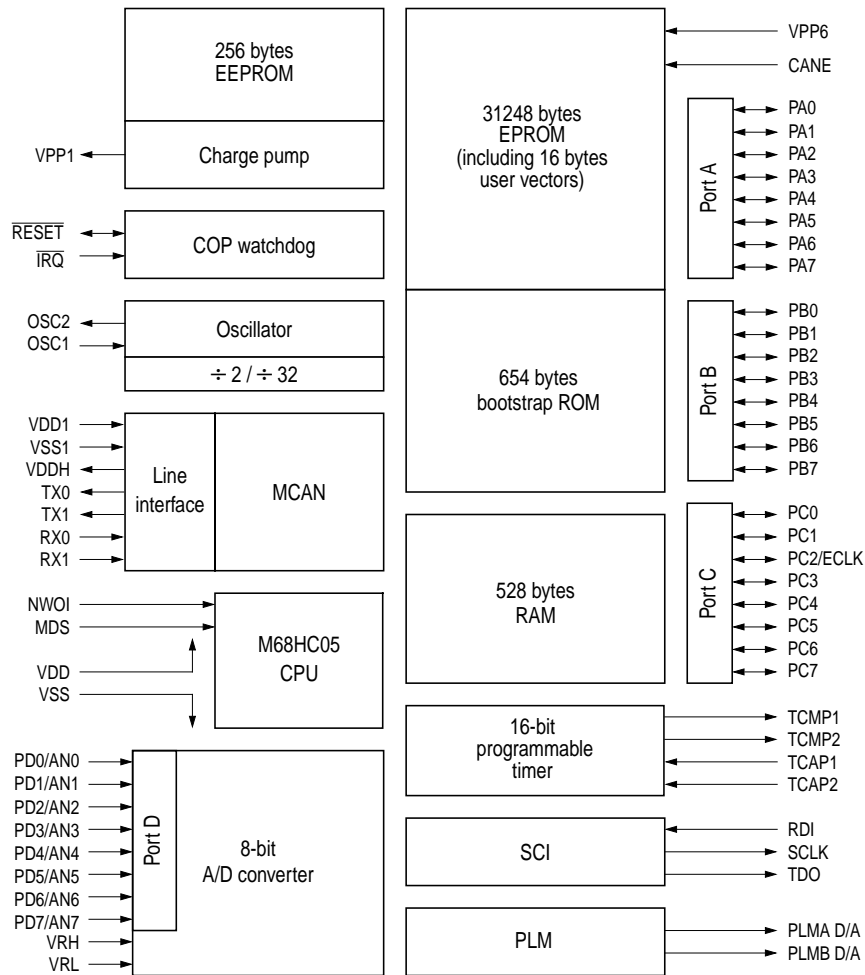 256 bytes
EEPROM
Charge pump
VPP1
RESET
IRQ
COP watchdog
OSC2
OSC1
Oscillator
÷ 2 / ÷ 32
VDD1
VSS1
VDDH
TX0
TX1
RX0
RX1
Line
interface
MCAN
NWOI
MDS
VDD
VSS
M68HC05
CPU
PD0/AN0
PD1/AN1
PD2/AN2
PD3/AN3
PD4/AN4
PD5/AN5
PD6/AN6
PD7/AN7
VRH
VRL
Port D
8-bit
A/D converter
31248 bytes
EPROM
(including 16 bytes
user vectors)
VPP6
CANE
654 bytes
bootstrap ROM
528 bytes
RAM
Port A
PA0
PA1
PA2
PA3
PA4
PA5
PA6
PA7
Port B
PB0
PB1
PB2
PB3
PB4
PB5
PB6
PB7
Port C
PC0
PC1
PC2/ECLK
PC3
PC4
PC5
PC6
PC7
16-bit
programmable
timer
TCMP1
TCMP2
TCAP1
TCAP2
SCI
RDI
SCLK
TDO
PLM
PLMA D/A
PLMB D/A